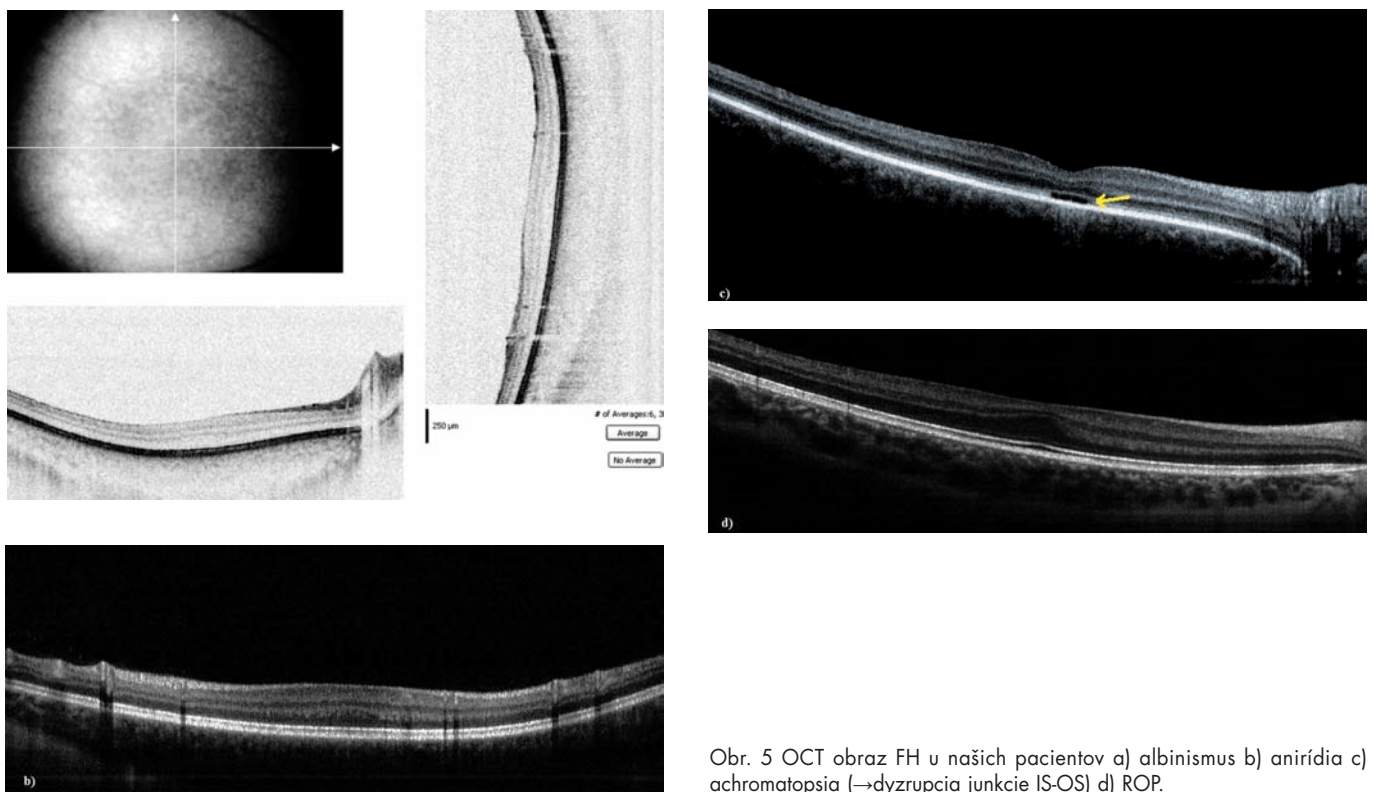 250 µm
# of Averages:6, 3
Average
No Average
b)
c)
d)
Obr. 5 OCT obraz FH u našich pacientov a) albinismus b) anirídia c)
achromatopsia (→dyzrupcia junkcie IS-OS) d) ROP.